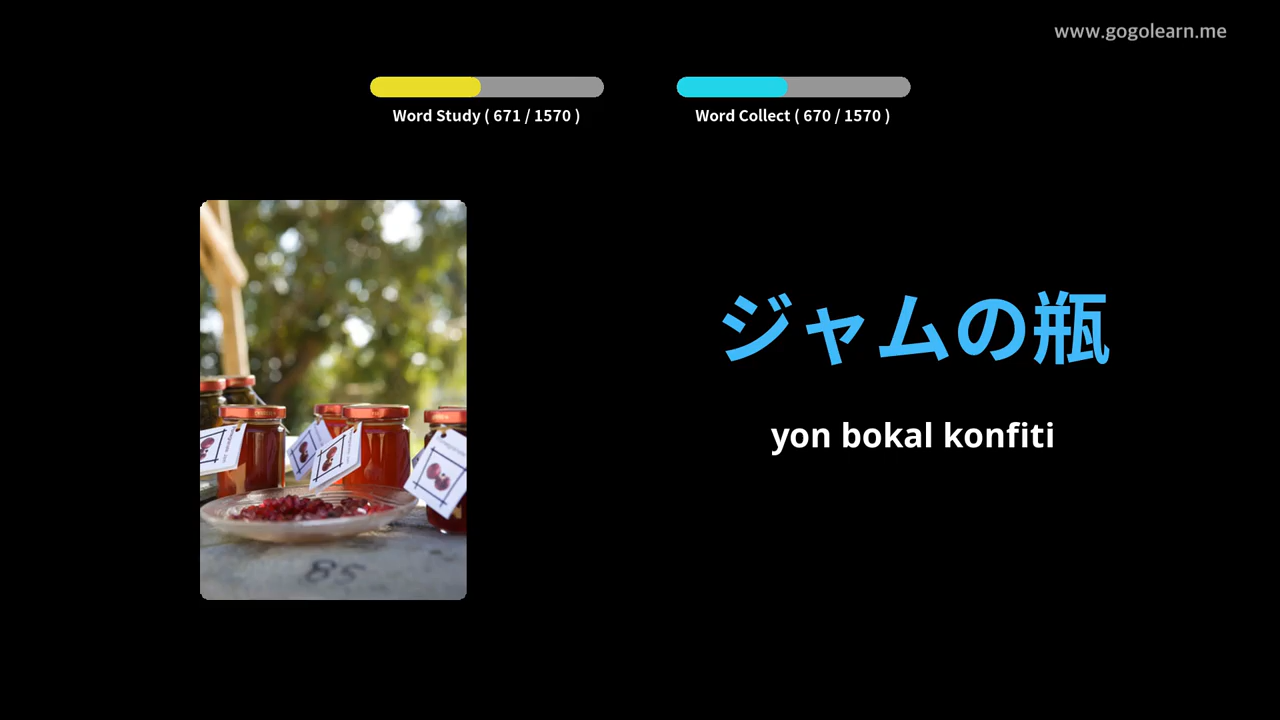 www.gogolearn.me
Word Study ( 671 / 1570 )
Word Collect ( 670 / 1570 )
ジャムの瓶
yon bokal konfiti
85